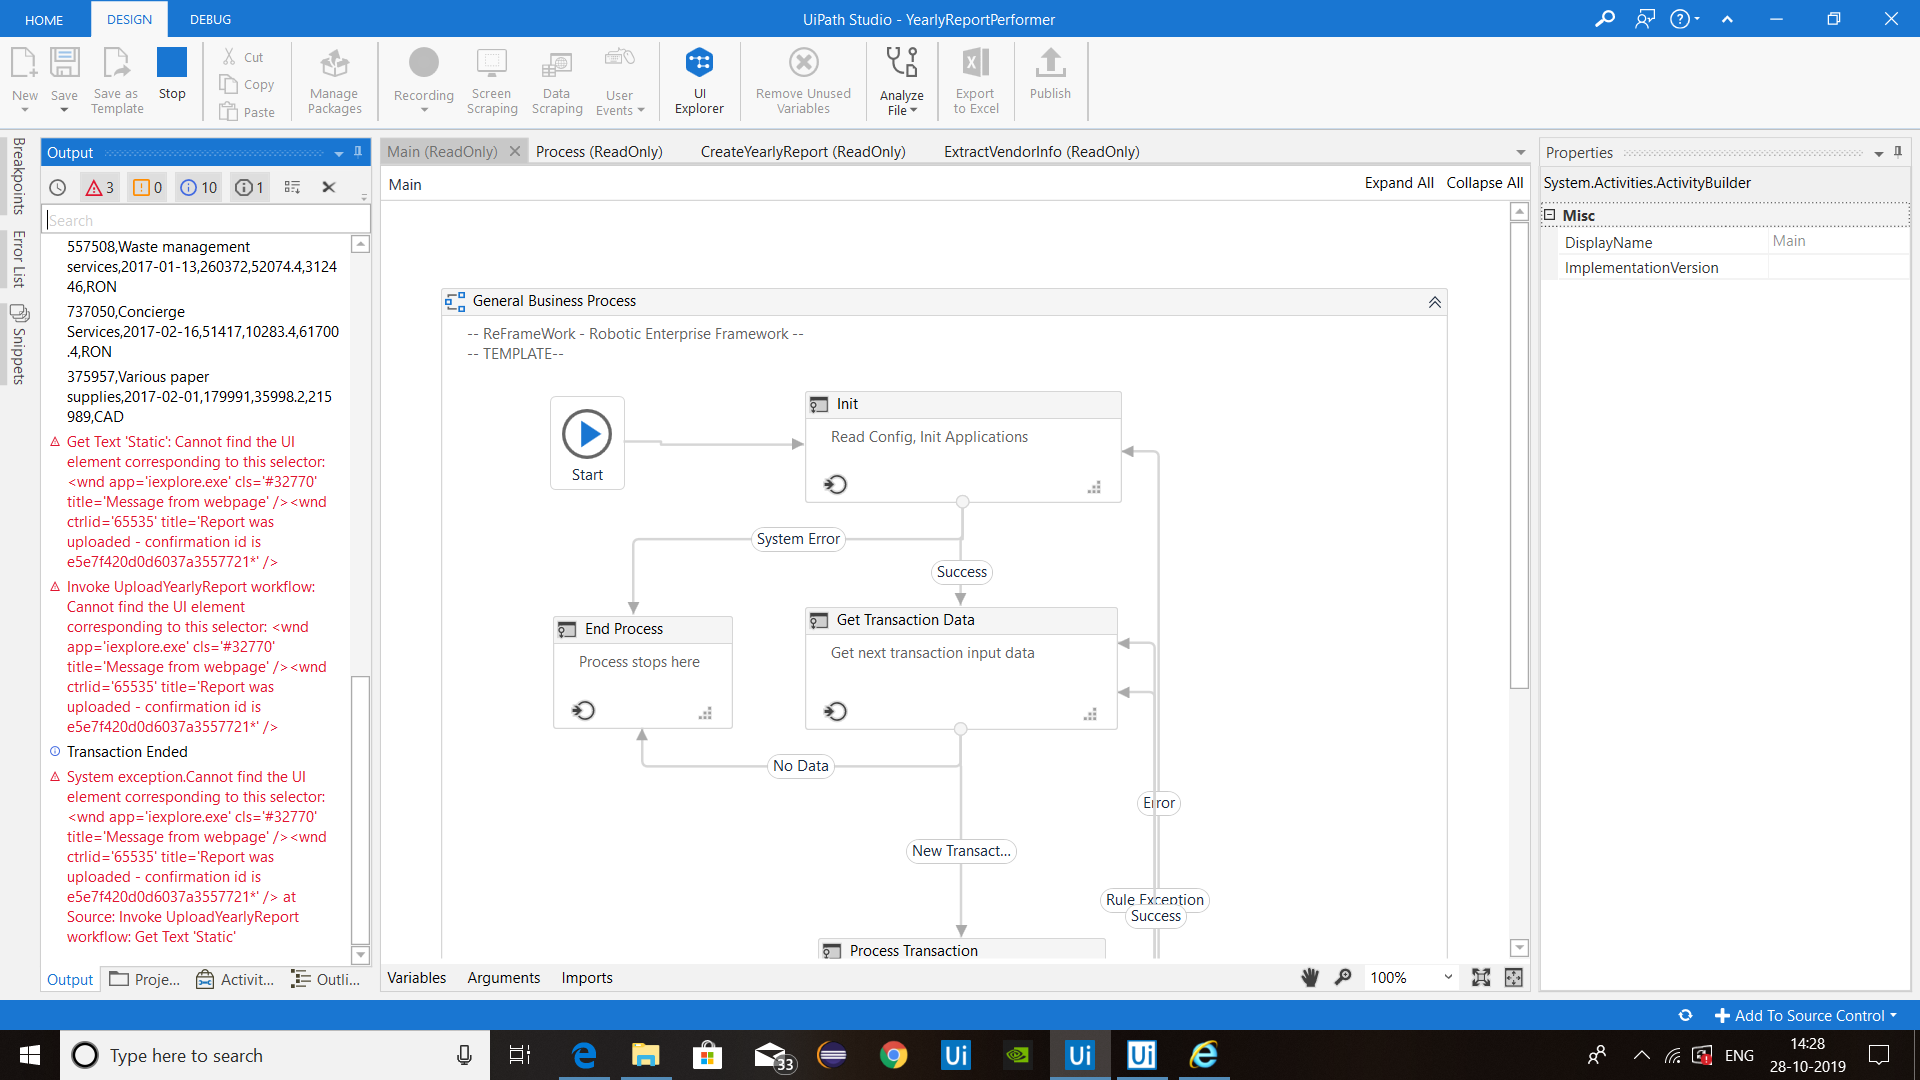 HOME
DESIGN
DEBUG
UiPath Studio - YearlyReportPerformer
New
Save
Save as
Template
Stop
Cut
Copy
Paste
Manage
Packages
Recording
Screen
Scraping
Data
Scraping
User
Events
UI
Explorer
Remove Unused
Variables
Analyze
File
Export
to Excel
Publish
Breakpoints
Error List
Snippets
Output
3
0
10
1
Search
557508,Waste management
services,2017-01-13,260372,52074.4,3124
46,RON
737050,Concierge
Services,2017-02-16,51417,10283.4,61700
.4,RON
375957,Various paper
supplies,2017-02-01,179991,35998.2,215
989,CAD
Get Text 'Static': Cannot find the UI
element corresponding to this selector:
<wnd app='iexplore.exe' cls='#32770'
title='Message from webpage' /><wnd
ctrlid='65535' title='Report was
uploaded - confirmation id is
e5e7f420d0d6037a3557721*' />
Invoke UploadYearlyReport workflow:
Cannot find the UI element
corresponding to this selector: <wnd
app='iexplore.exe' cls='#32770'
title='Message from webpage' /><wnd
ctrlid='65535' title='Report was
uploaded - confirmation id is
e5e7f420d0d6037a3557721*' />
Transaction Ended
System exception.Cannot find the UI
element corresponding to this selector:
<wnd app='iexplore.exe' cls='#32770'
title='Message from webpage' /><wnd
ctrlid='65535' title='Report was
uploaded - confirmation id is
e5e7f420d0d6037a3557721*' /> at
Source: Invoke UploadYearlyReport
workflow: Get Text 'Static'
Output
Proje...
Activit...
Outli...
Main (ReadOnly)
Process (ReadOnly)
CreateYearlyReport (ReadOnly)
ExtractVendorInfo (ReadOnly)
Main
Expand All
Collapse All
General Business Process
-- ReFrameWork - Robotic Enterprise Framework --
-- TEMPLATE--
Start
Init
Read Config, Init Applications
System Error
Success
End Process
Process stops here
Get Transaction Data
Get next transaction input data
No Data
Error
New Transact...
Rule Exception
Success
Process Transaction
Variables
Arguments
Imports
100%
Properties
System.Activities.ActivityBuilder
Misc
DisplayName
Main
ImplementationVersion
Add To Source Control
Type here to search
33
Ui
Ui
Ui
ENG
14:28
28-10-2019